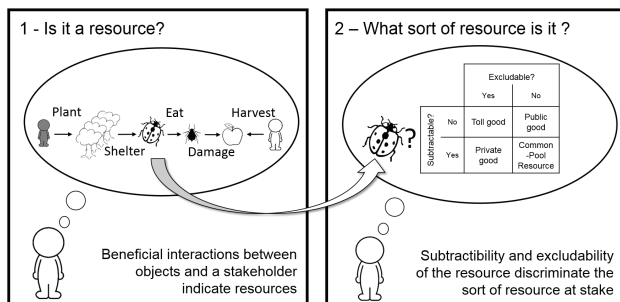 1 - Is it a resource?
Plant
Eat
Harvest
Shelter
Damage
Beneficial interactions between
objects and a stakeholder
indicate resources
2 – What sort of resource is it ?
Excludable?
Yes
No
Subtractable?
No
Toll good
Public
good
Yes
Private
good
Common
-Pool
Resource
?
Subtractibility and excludability
of the resource discriminate the
sort of resource at stake